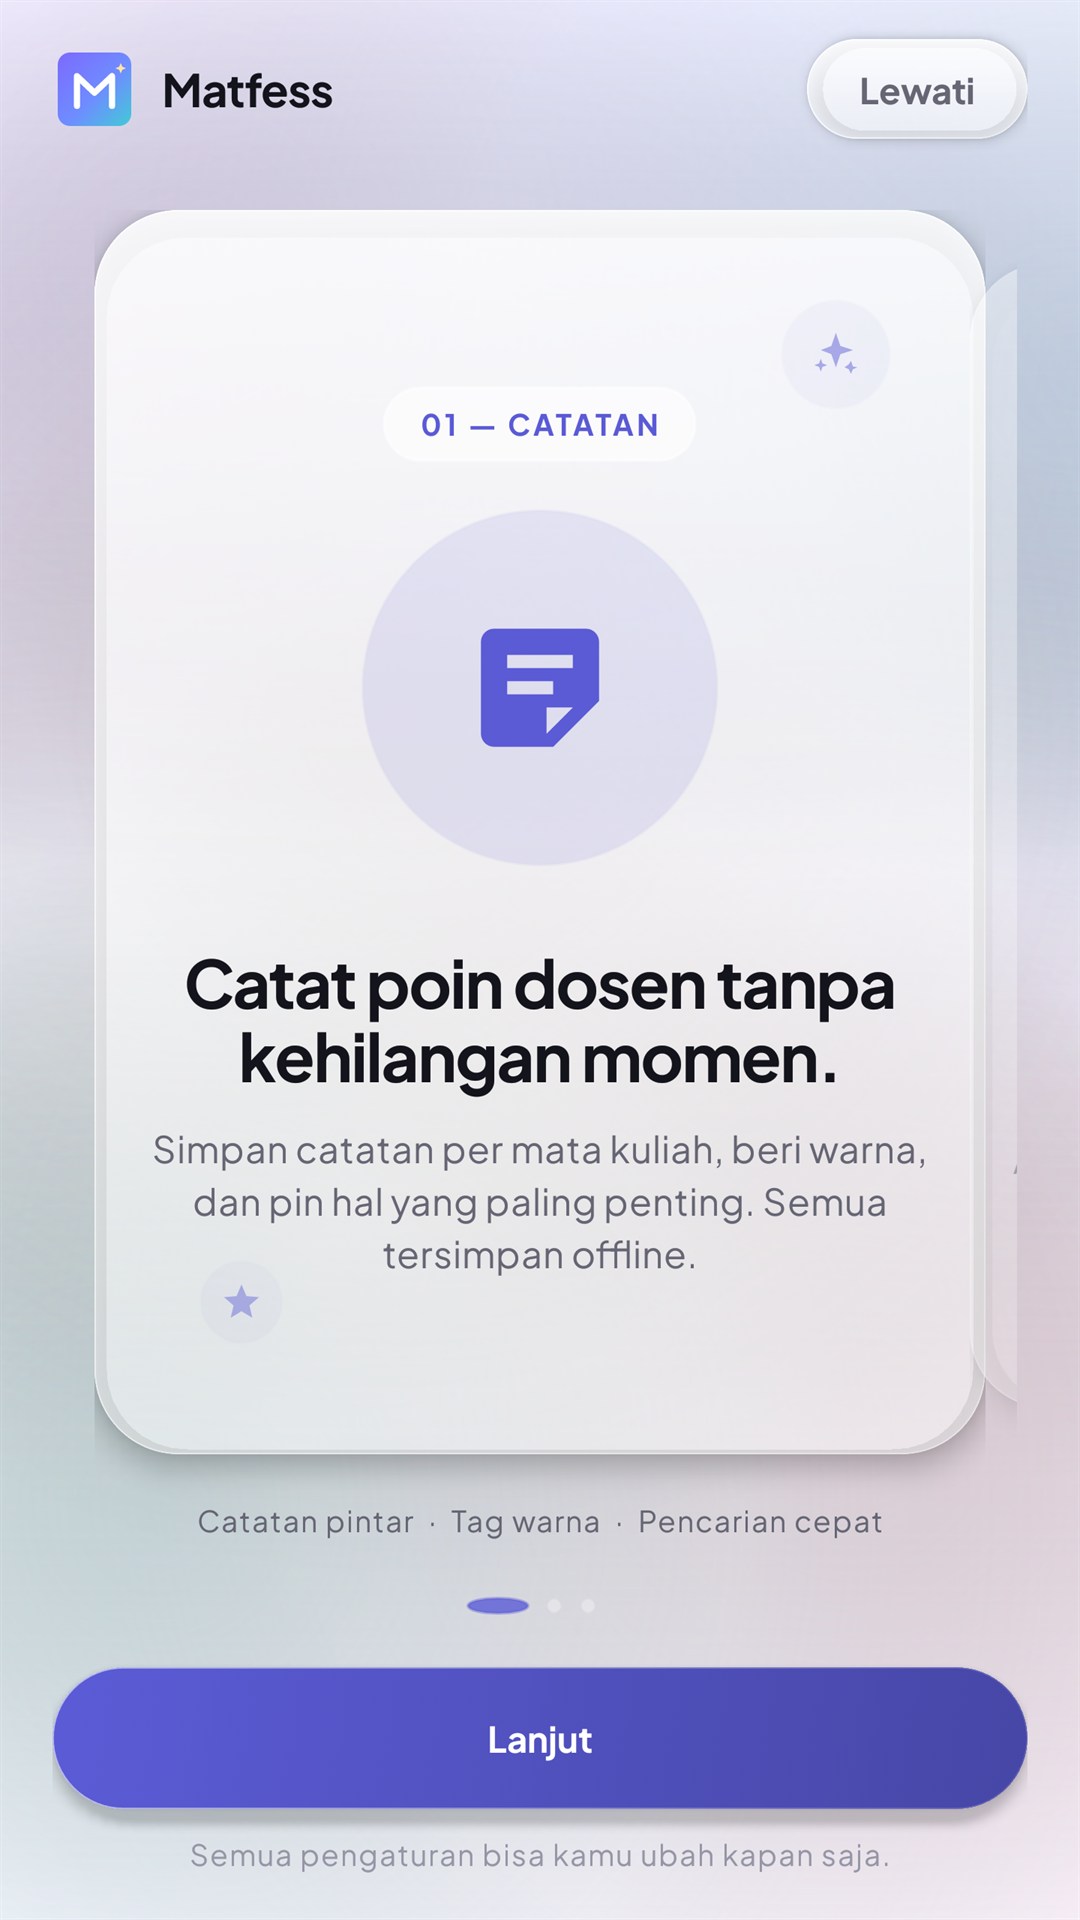 Matfess
Lewati
01 — CATATAN
Catat poin dosen tanpa
kehilangan momen.
Simpan catatan per mata kuliah, beri warna,
dan pin hal yang paling penting. Semua
tersimpan offline.
Catatan pintar · Tag warna · Pencarian cepat
Lanjut
Semua pengaturan bisa kamu ubah kapan saja.